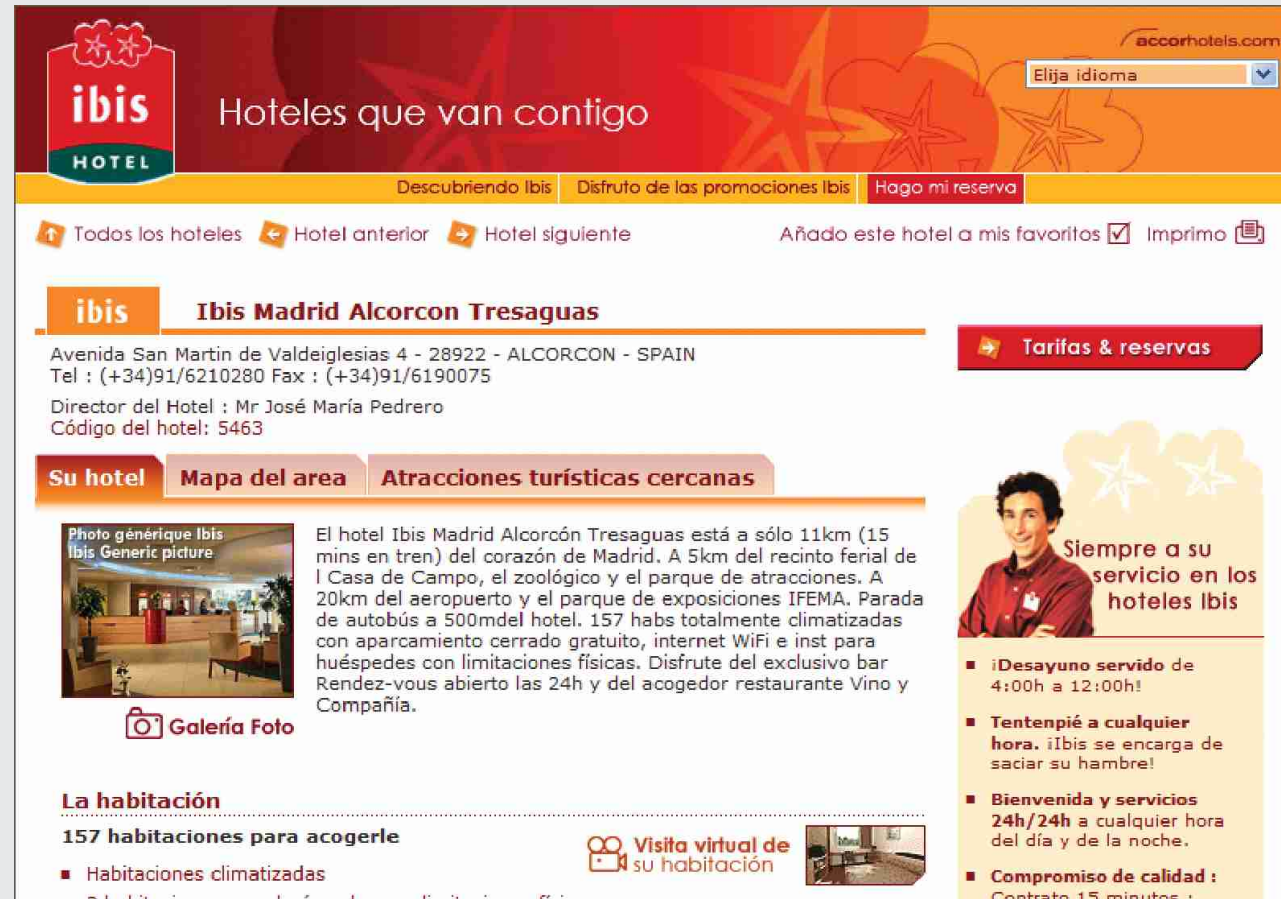 accorhotels.com
Elija idioma
ibis
HOTEL
Hoteles que van contigo
Descubriendo Ibis Disfruto de las promociones Ibis Hago mi reserva
Todos los hoteles Hotel anterior Hotel siguiente Añado este hotel a mis favoritos Imprimo
ibis Ibis Madrid Alcorcon Tresaguas
Avenida San Martin de Valdeiglesias 4 - 28922 - ALCORCON - SPAIN
Tel : (+34)91/6210280 Fax : (+34)91/6190075
Director del Hotel : Mr José María Pedrero
Código del hotel: 5463
Tarifas & reservas
Su hotel Mapa del area Atracciones turísticas cercanas
Photo générique Ibis
Ibis Generic picture
El hotel Ibis Madrid Alcorcón Tresaguas está a sólo 11km (15
mins en tren) del corazón de Madrid. A 5km del recinto ferial de
l Casa de Campo, el zoológico y el parque de atracciones. A
20km del aeropuerto y el parque de exposiciones IFEMA. Parada
de autobús a 500mdel hotel. 157 habs totalmente climatizadas
con aparcamiento cerrado gratuito, internet WiFi e inst para
huéspedes con limitaciones físicas. Disfrute del exclusivo bar
Rendez-vous abierto las 24h y del acogedor restaurante Vino y
Compañía.
Galería Foto
La habitación
157 habitaciones para acogerle
Visita virtual de
su habitación
Habitaciones climatizadas
Siempre a su
servicio en los
hoteles Ibis
¡Desayuno servido de
4:00h a 12:00h!
Tentenpié a cualquier
hora. ¡Ibis se encarga de
saciar su hambre!
Bienvenida y servicios
24h/24h a cualquier hora
del día y de la noche.
Compromiso de calidad :
Contrato 15 minutos :